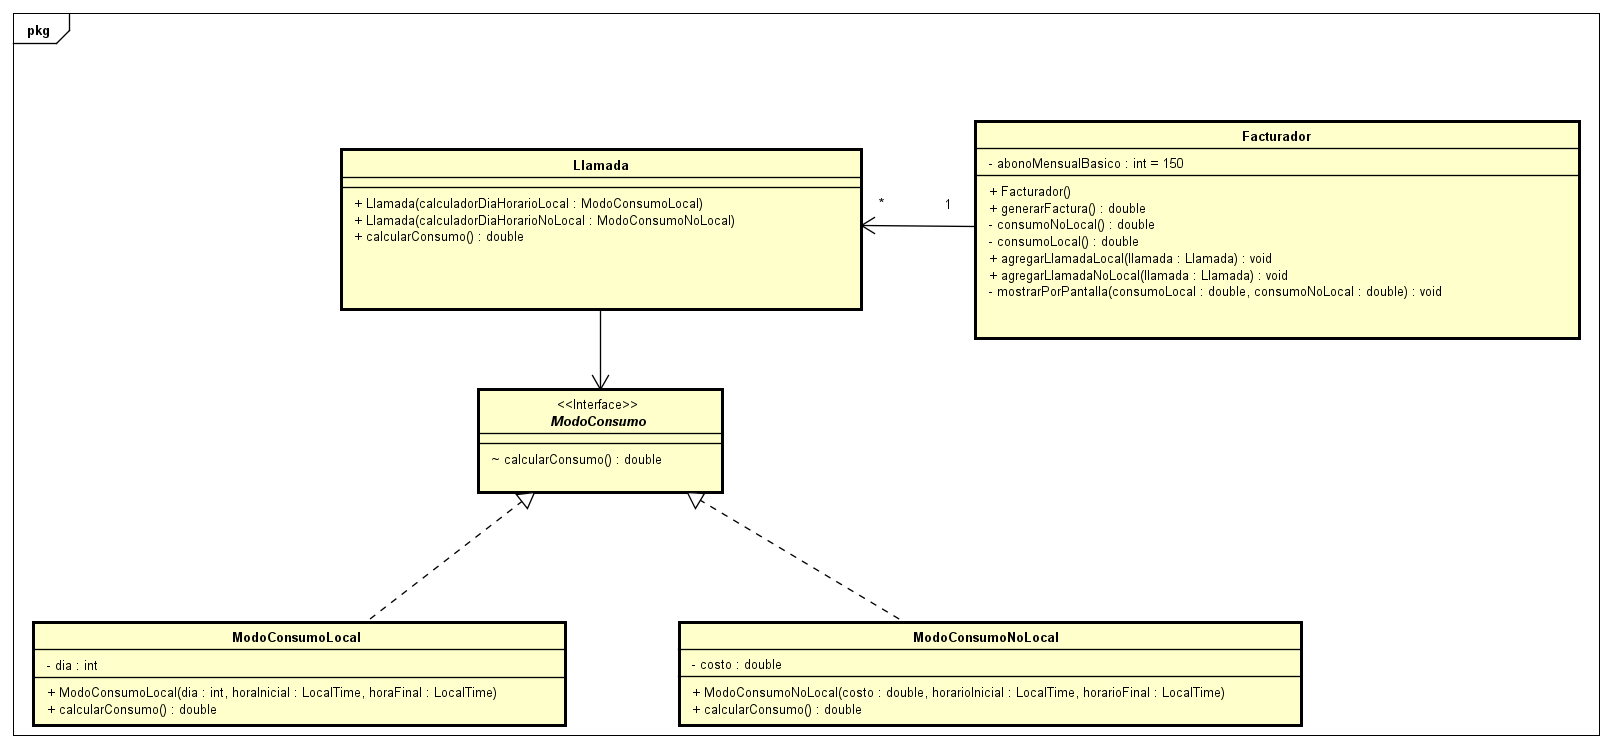 pkg
Llamada
+ Llamada(calculadorDiaHorarioLocal : ModoConsumoLocal)
+ Llamada(calculadorDiaHorarioNoLocal : ModoConsumoNoLocal)
+ calcularConsumo() : double
* 1
Facturador
- abonoMensualBasico : int = 150
+ Facturador()
+ generarFactura() : double
- consumoNoLocal() : double
- consumoLocal() : double
+ agregarLlamadaLocal(llamada : Llamada) : void
+ agregarLlamadaNoLocal(llamada : Llamada) : void
- mostrarPorPantalla(consumoLocal : double, consumoNoLocal : double) : void
<<Interface>>
ModoConsumo
~ calcularConsumo() : double
ModoConsumoLocal
- dia : int
+ ModoConsumoLocal(dia : int, horaInicial : LocalTime, horaFinal : LocalTime)
+ calcularConsumo() : double
ModoConsumoNoLocal
- costo : double
+ ModoConsumoNoLocal(costo : double, horarioInicial : LocalTime, horarioFinal : LocalTime)
+ calcularConsumo() : double